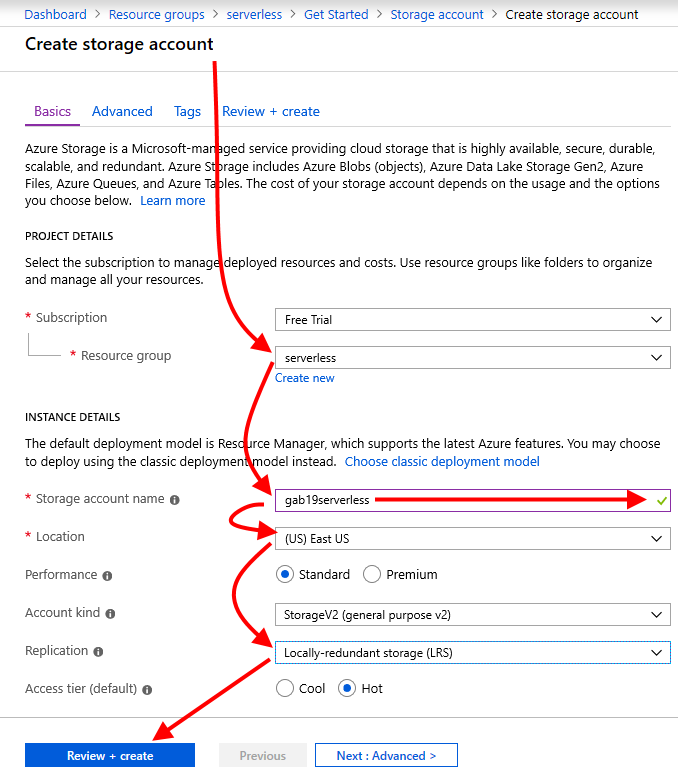 Dashboard > Resource groups > serverless > Get Started > Storage account > Create storage account
Create storage account
Basics Advanced Tags Review + create
Azure Storage is a Microsoft-managed service providing cloud storage that is highly available, secure, durable,
scalable, and redundant. Azure Storage includes Azure Blobs (objects), Azure Data Lake Storage Gen2, Azure
Files, Azure Queues, and Azure Tables. The cost of your storage account depends on the usage and the options
you choose below. Learn more
PROJECT DETAILS
Select the subscription to manage deployed resources and costs. Use resource groups like folders to organize
and manage all your resources.
* Subscription Free Trial
* Resource group serverless
Create new
INSTANCE DETAILS
The default deployment model is Resource Manager, which supports the latest Azure features. You may choose
to deploy using the classic deployment model instead. Choose classic deployment model
* Storage account name gab19serverless
* Location (US) East US
Performance Standard Premium
Account kind StorageV2 (general purpose v2)
Replication Locally-redundant storage (LRS)
Access tier (default) Cool Hot
Review + create Previous Next : Advanced >